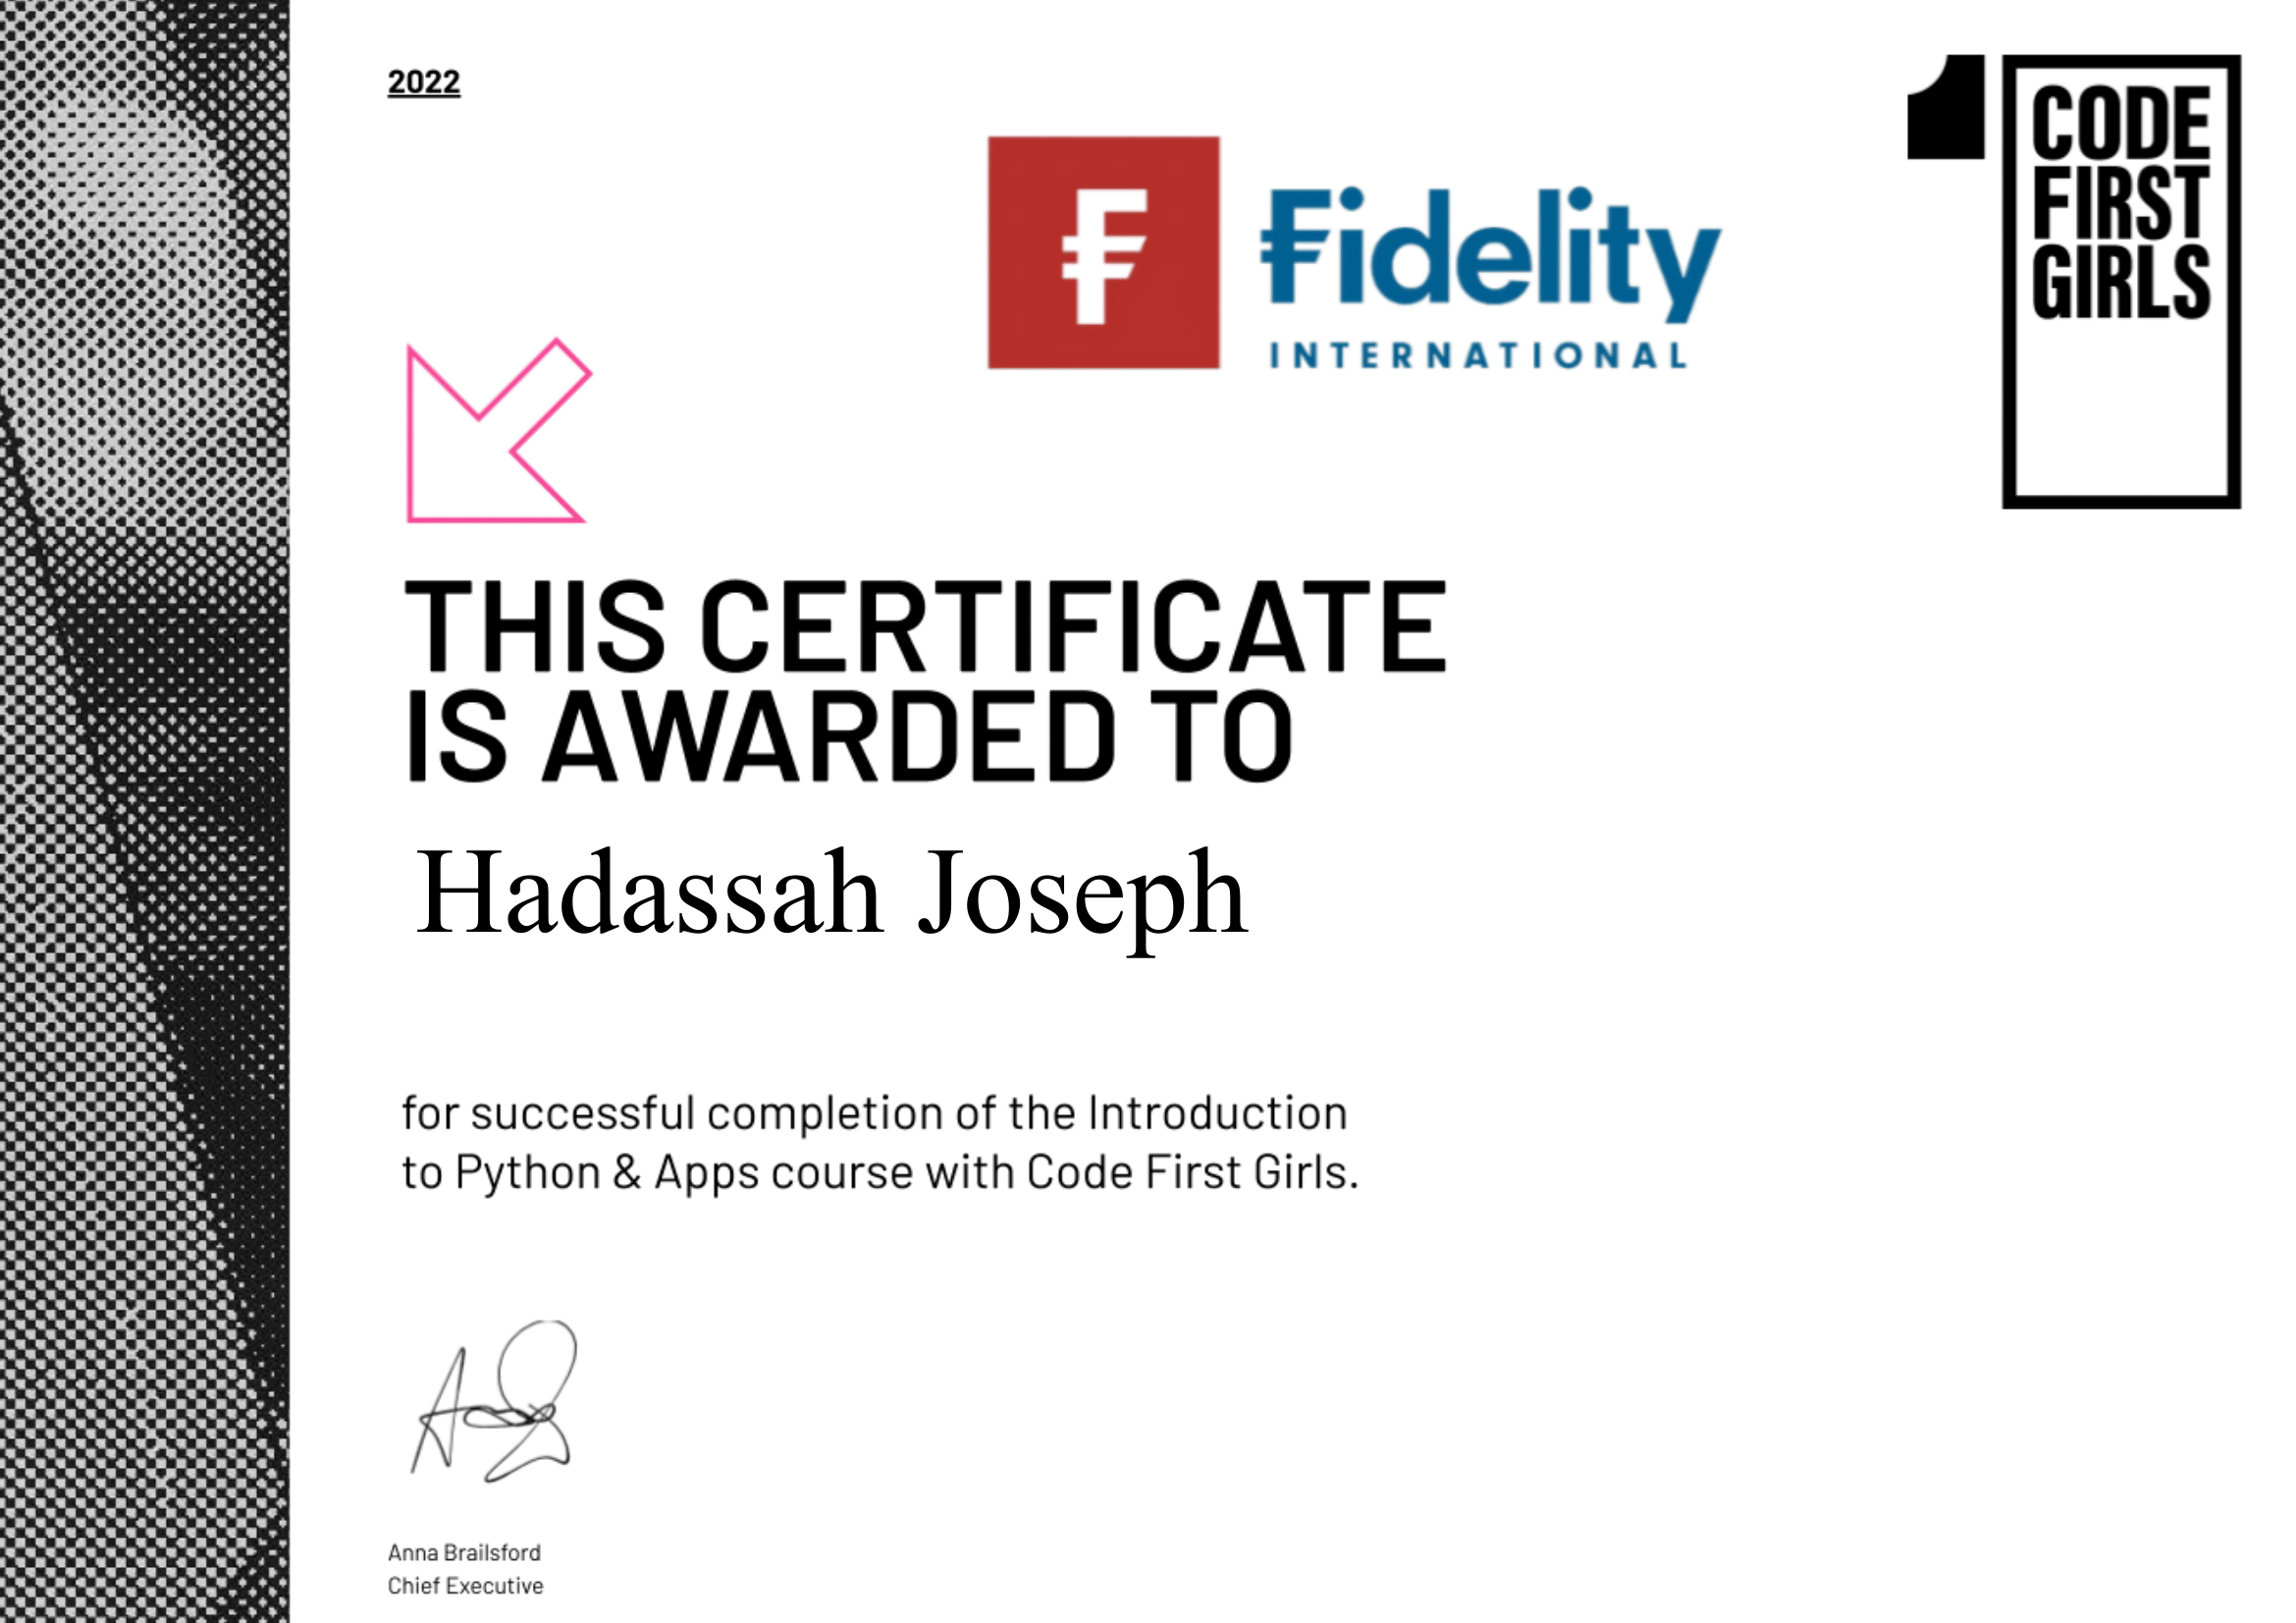 2022
Fidelity
INTERNATIONAL
CODE
FIRST
GIRLS
THIS CERTIFICATE
IS AWARDED TO
Hadassah Joseph
for successful completion of the Introduction
to Python & Apps course with Code First Girls.
Anna Brailsford
Chief Executive